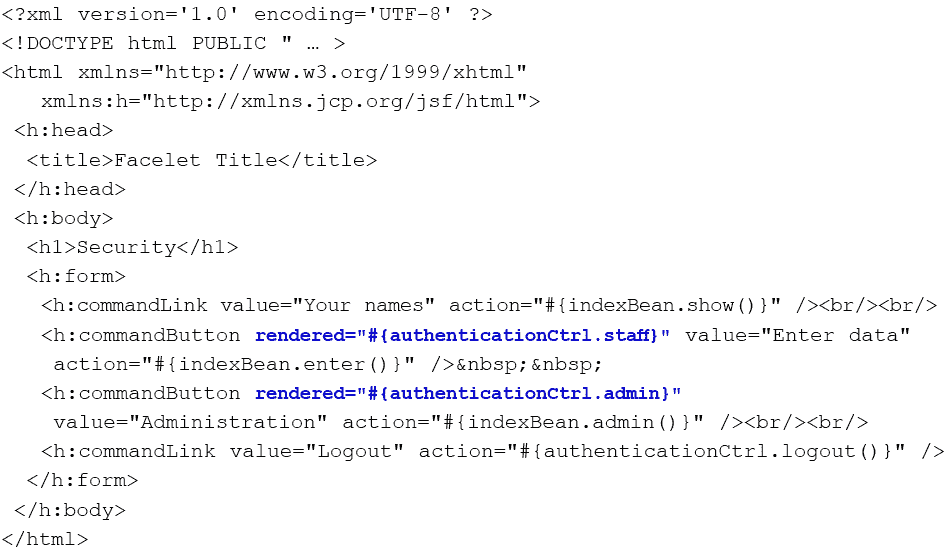 <?xml version='1.0' encoding='UTF-8' ?>
<!DOCTYPE html PUBLIC " … >
<html xmlns="http://www.w3.org/1999/xhtml"
xmlns:h="http://xmlns.jcp.org/jsf/html">
<h:head>
<title>Facelet Title</title>
</h:head>
<h:body>
<h1>Security</h1>
<h:form>
<h:commandLink value="Your names" action="#{indexBean.show()}" /><br/><br/>
<h:commandButton rendered="#{authenticationCtrl.staff}" value="Enter data"
action="#{indexBean.enter()}" />&nbsp;&nbsp;
<h:commandButton rendered="#{authenticationCtrl.admin}"
value="Administration" action="#{indexBean.admin()}" /><br/><br/>
<h:commandLink value="Logout" action="#{authenticationCtrl.logout()}" />
</h:form>
</h:body>
</html>